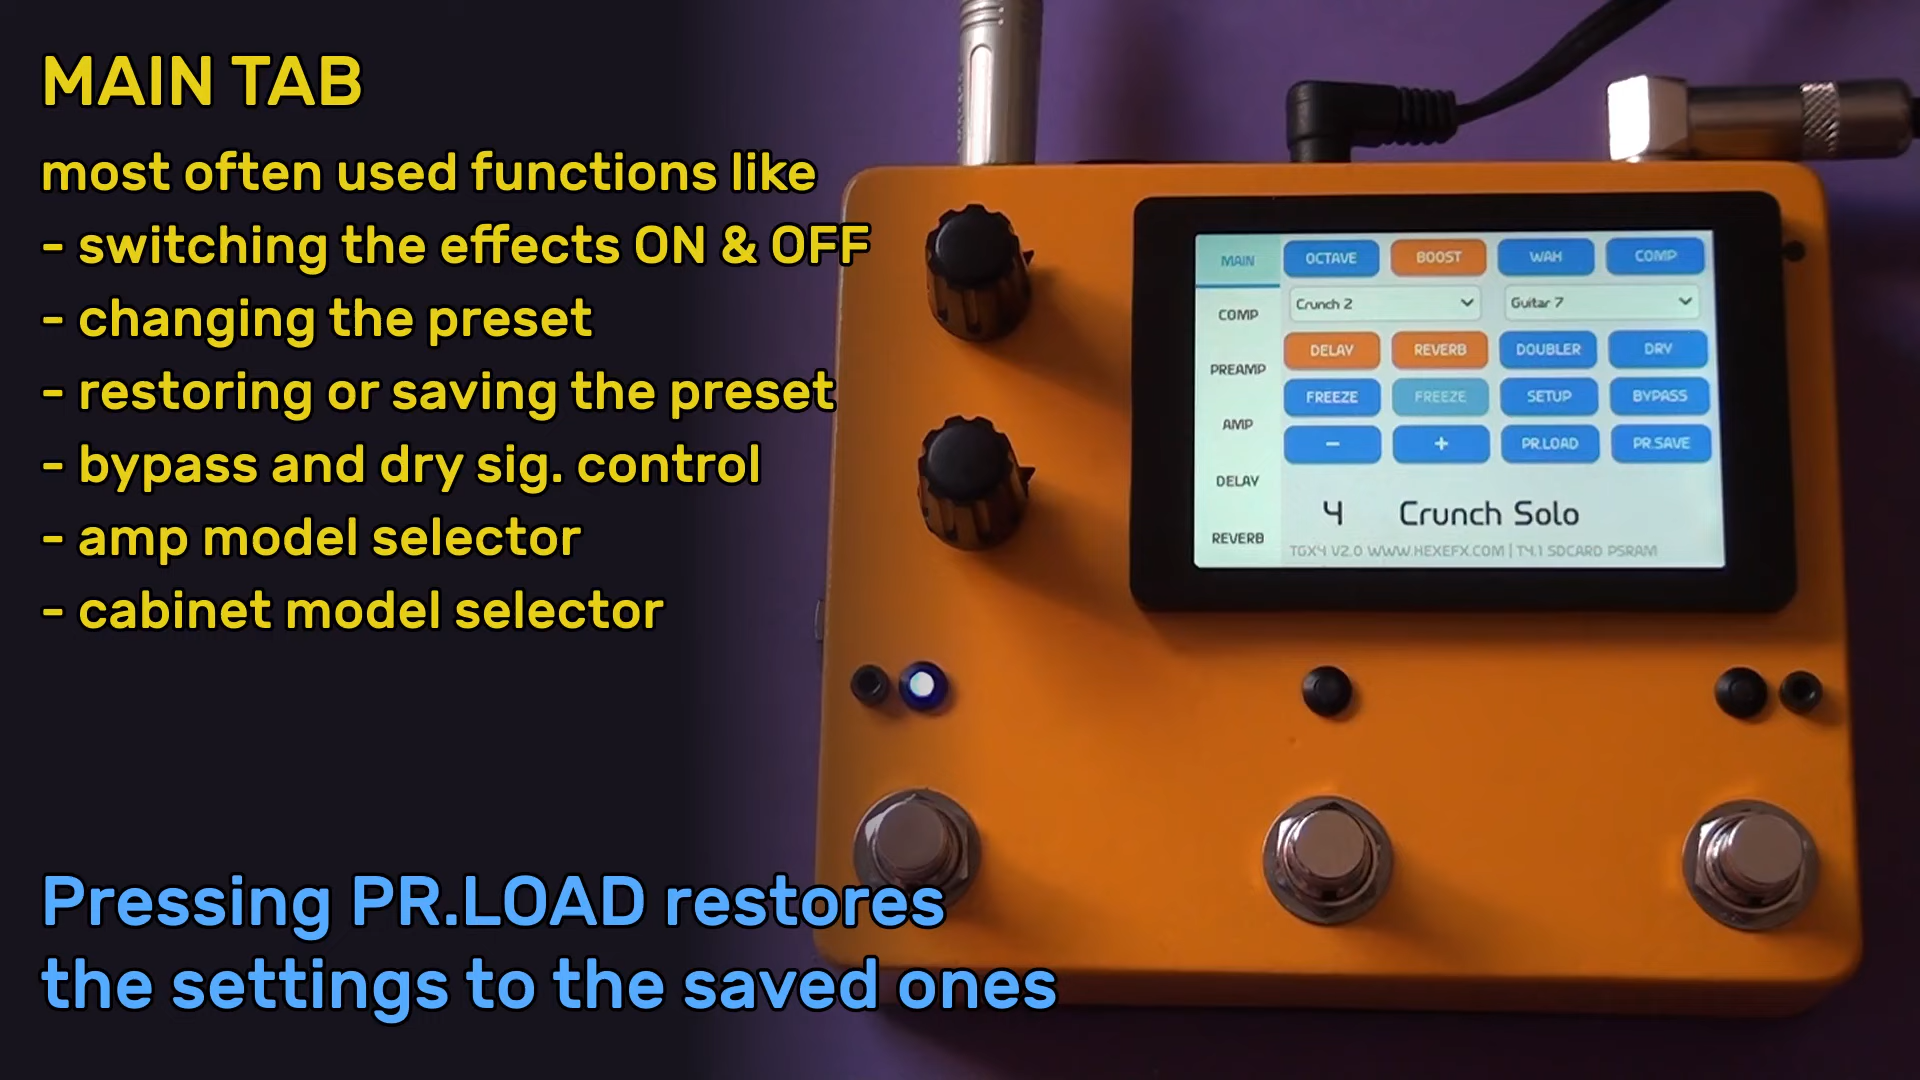 MAIN TAB
most often used functions like
- switching the effects ON & OFF
- changing the preset
- restoring or saving the preset
- bypass and dry sig. control
- amp model selector
- cabinet model selector
Pressing PR.LOAD restores
the settings to the saved ones
MAIN
COMP
PREAMP
AMP
DELAY
REVERB
OCTAVE BOOST WAH COMP
Crunch 2 Guitar 7
DELAY REVERB DOUBLER DRY
FREEZE FREEZE SETUP BYPASS
- + PR.LOAD PR.SAVE
4 Crunch Solo
TGX4 V2.0 WWW.HEXEFX.COM | T4.1 SDCARD PSRAM